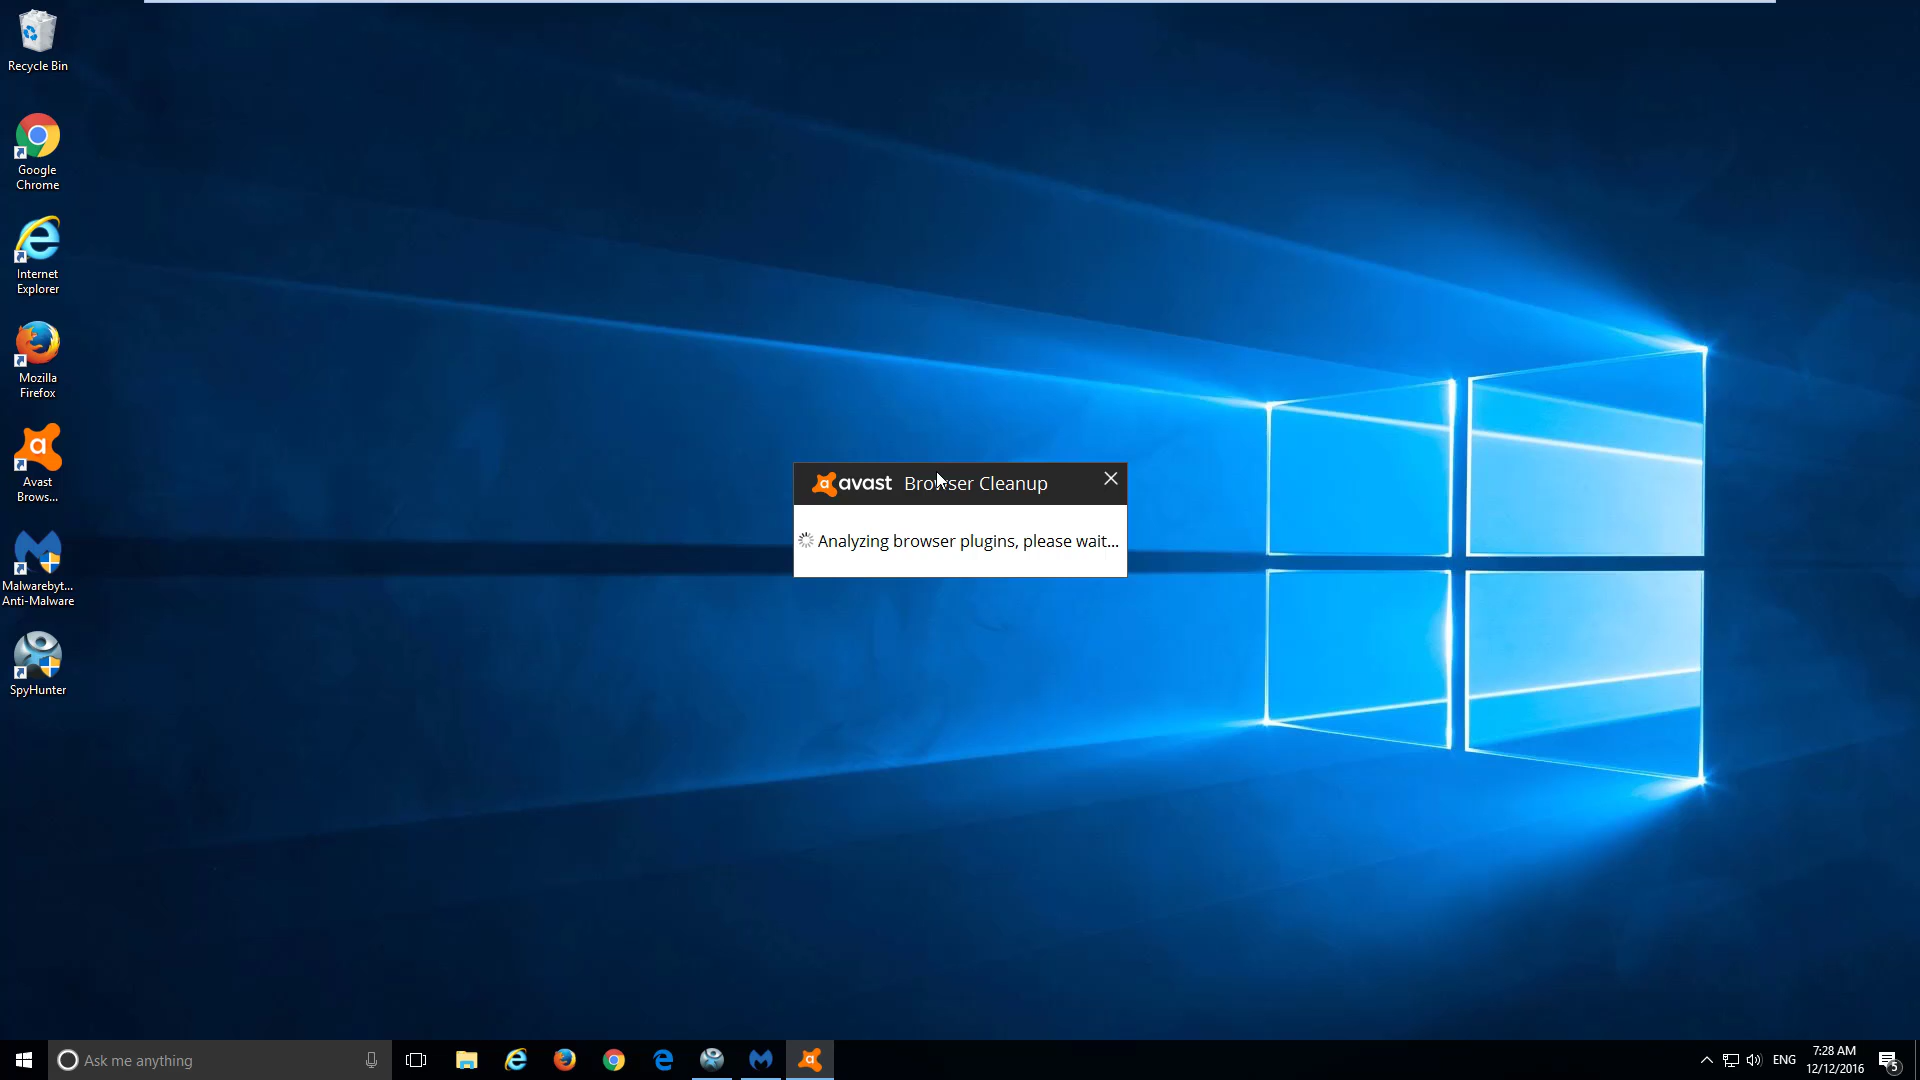 Recycle Bin
Google
Chrome
Internet
Explorer
Mozilla
Firefox
Avast
Brows...
Malwarebyt...
Anti-Malware
SpyHunter
avast Browser Cleanup
Analyzing browser plugins, please wait...
Ask me anything
ENG
7:28 AM
12/12/2016
5